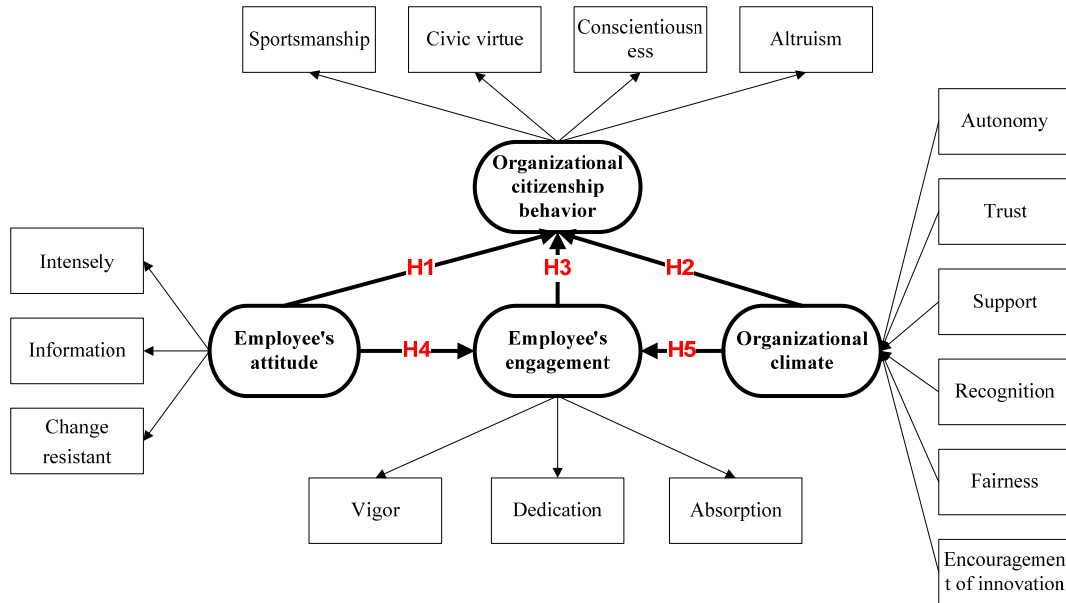 Sportsmanship
Civic virtue
Conscientiousn
ess
Altruism
Autonomy
Organizational
citizenship
behavior
Trust
Intensely
H1
H3
H2
Support
Information
Employee's
attitude
H4
Employee's
engagement
H5
Organizational
climate
Recognition
Change
resistant
Vigor
Dedication
Absorption
Fairness
Encouragemen
t of innovation